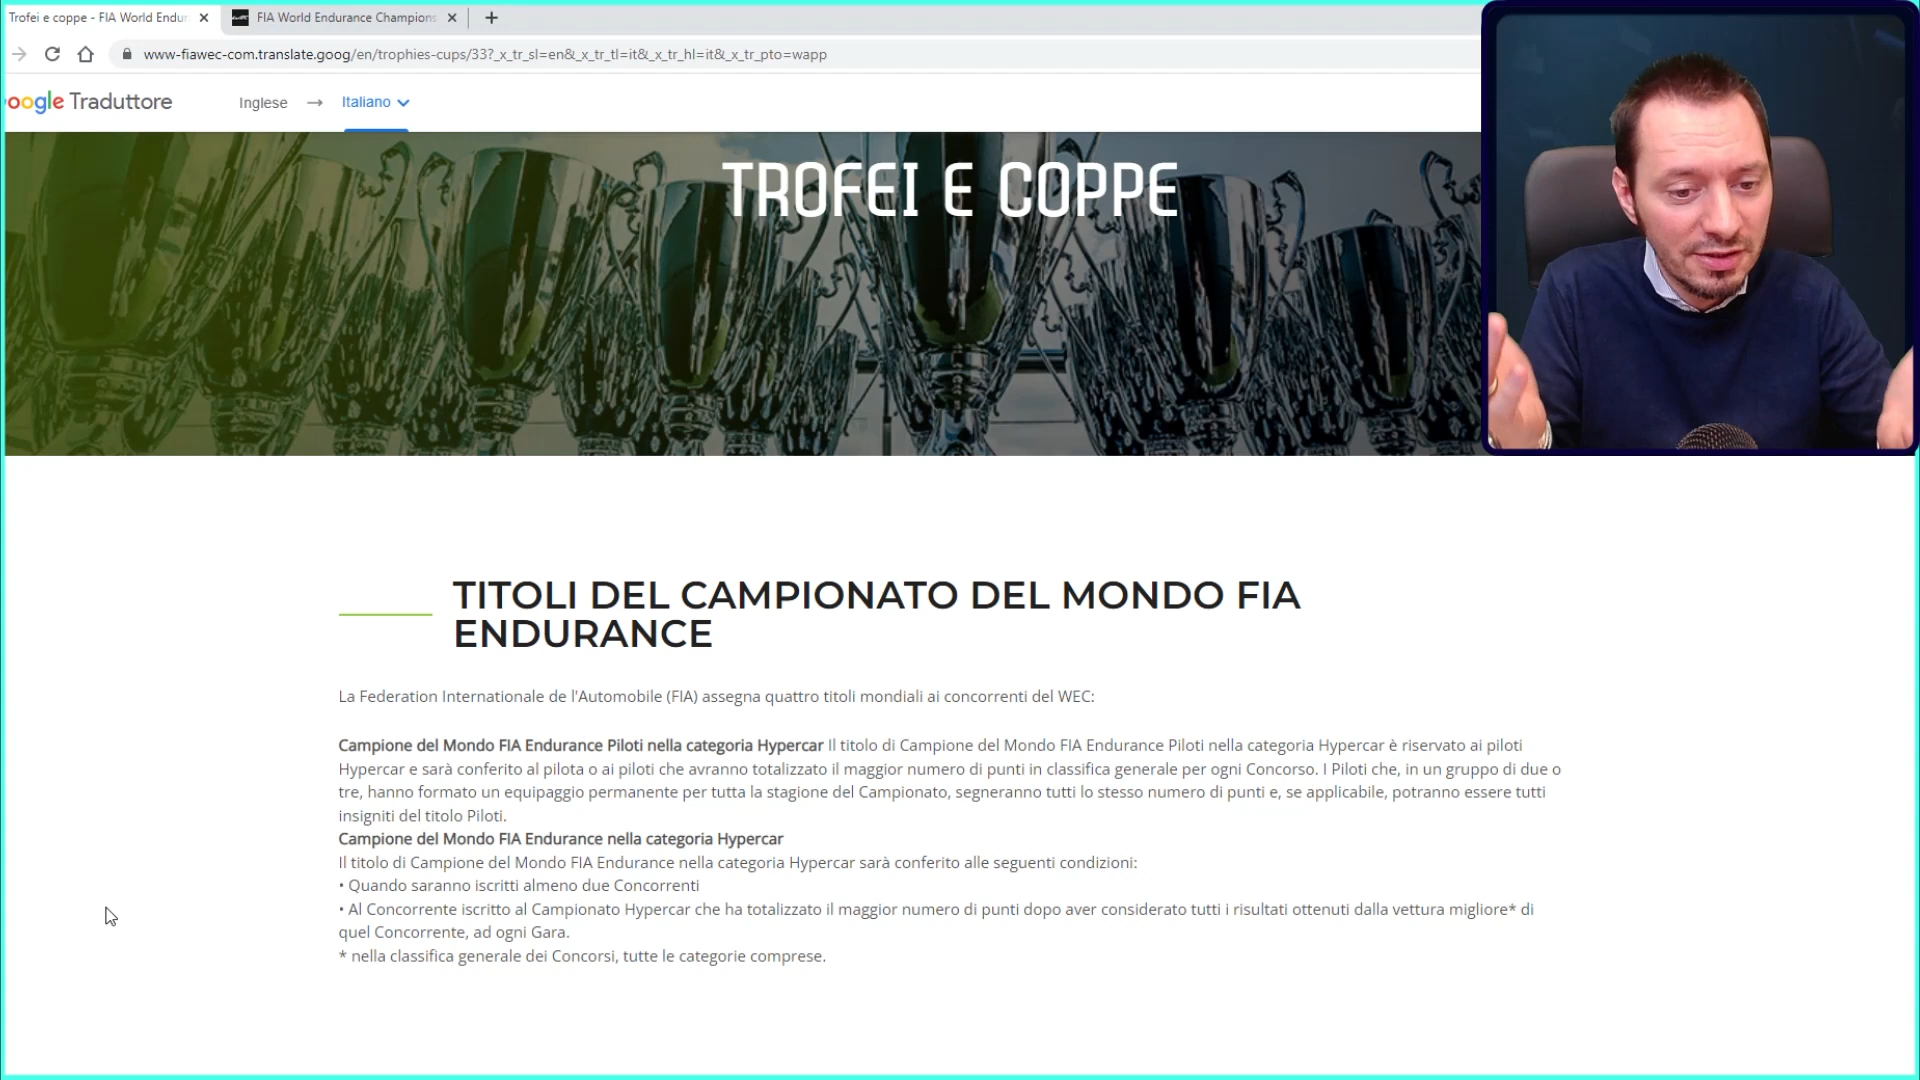 Trofei e coppe - FIA World Endur
FIA World Endurance Champions
www-fiawec-com.translate.goog/en/trophies-cups/33?_x_tr_sl=en&_x_tr_tl=it&_x_tr_hl=it&_x_tr_pto=wapp
oogle Traduttore
Inglese → Italiano
TROFEI E COPPE
TITOLI DEL CAMPIONATO DEL MONDO FIA
ENDURANCE
La Federation Internationale de l'Automobile (FIA) assegna quattro titoli mondiali ai concorrenti del WEC:
Campione del Mondo FIA Endurance Piloti nella categoria Hypercar Il titolo di Campione del Mondo FIA Endurance Piloti nella categoria Hypercar è riservato ai piloti
Hypercar e sarà conferito al pilota o ai piloti che avranno totalizzato il maggior numero di punti in classifica generale per ogni Concorso. I Piloti che, in un gruppo di due o
tre, hanno formato un equipaggio permanente per tutta la stagione del Campionato, segneranno tutti lo stesso numero di punti e, se applicabile, potranno essere tutti
insigniti del titolo Piloti.
Campione del Mondo FIA Endurance nella categoria Hypercar
Il titolo di Campione del Mondo FIA Endurance nella categoria Hypercar sarà conferito alle seguenti condizioni:
• Quando saranno iscritti almeno due Concorrenti
• Al Concorrente iscritto al Campionato Hypercar che ha totalizzato il maggior numero di punti dopo aver considerato tutti i risultati ottenuti dalla vettura migliore* di
quel Concorrente, ad ogni Gara.
* nella classifica generale dei Concorsi, tutte le categorie comprese.